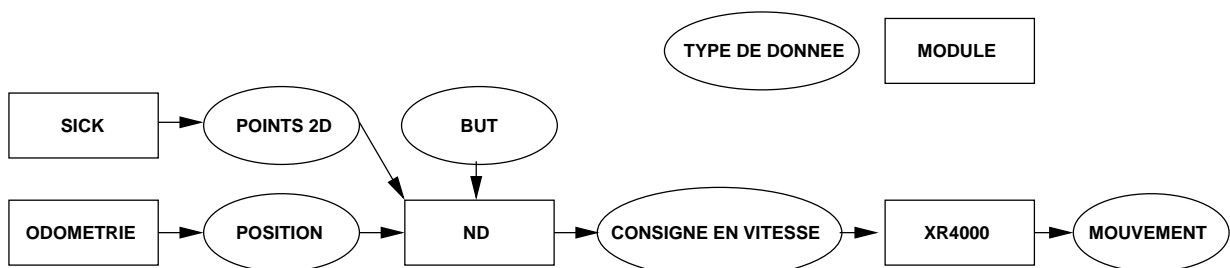 TYPE DE DONNEE
MODULE
SICK
POINTS 2D
BUT
ODOMETRIE
POSITION
ND
CONSIGNE EN VITESSE
XR4000
MOUVEMENT